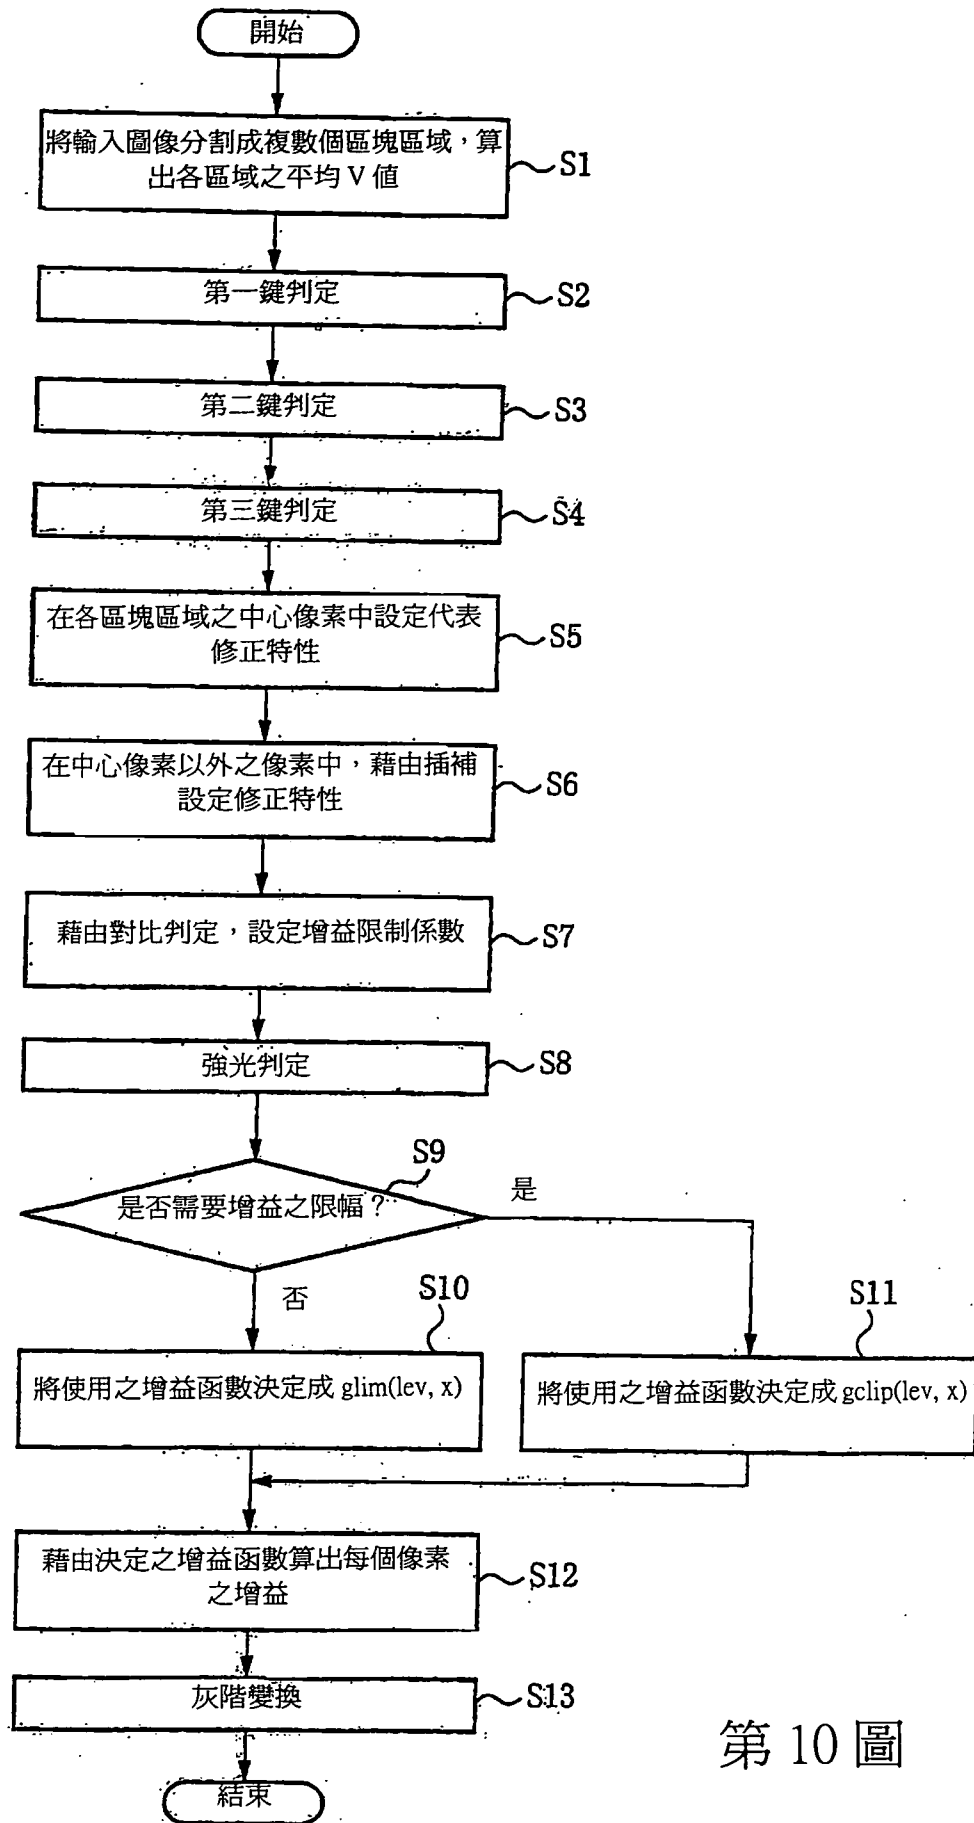 開始
將輸入圖像分割成複數個區塊區域，算
出各區域之平均 V 值
S1
第一鍵判定
S2
第二鍵判定
S3
第三鍵判定
S4
在各區塊區域之中心像素中設定代表
修正特性
S5
在中心像素以外之像素中，藉由插補
設定修正特性
S6
藉由對比判定，設定增益限制係數
S7
強光判定
S8
S9
是否需要增益之限幅？
是
否
S10
S11
將使用之增益函數決定成 glim(lev, x)
將使用之增益函數決定成 gclip(lev, x)
藉由決定之增益函數算出每個像素
之增益
S12
灰階變換
S13
結束
第 10 圖